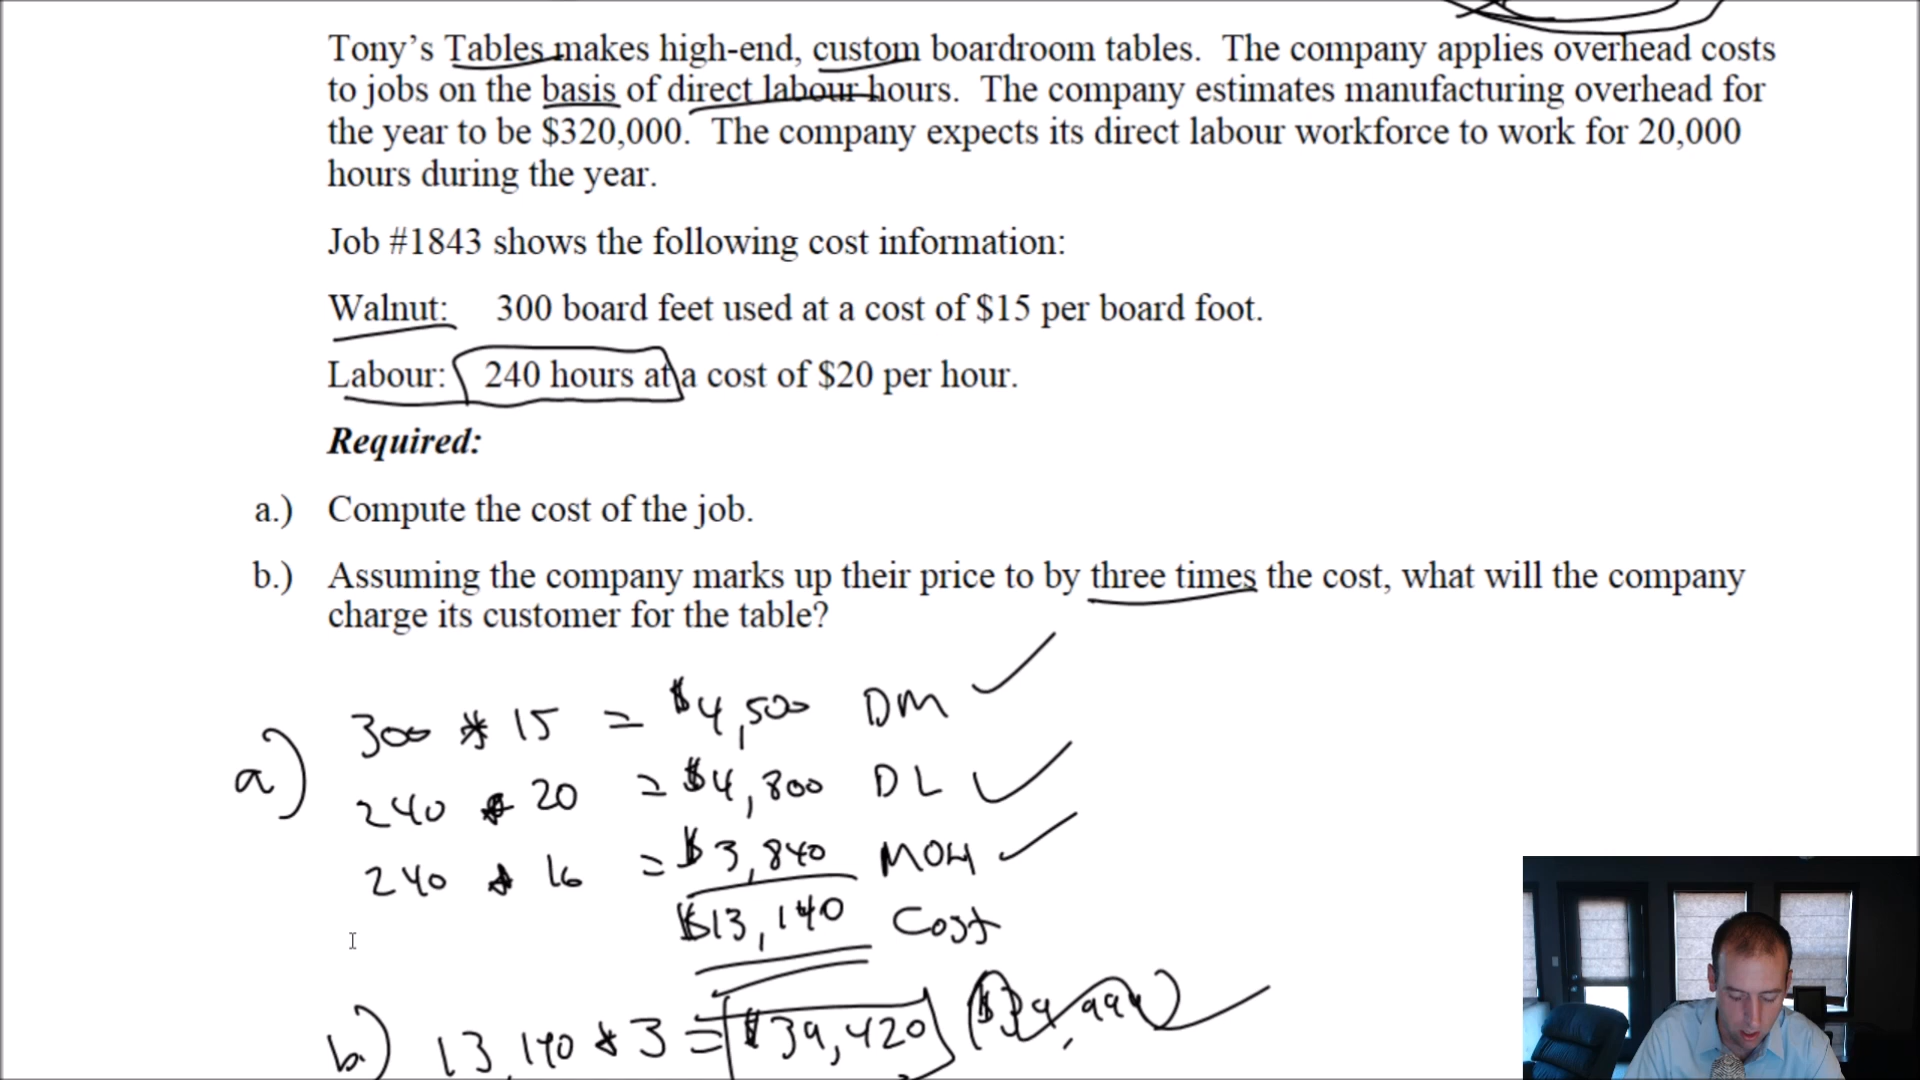 Tony's Tables makes high-end, custom boardroom tables. The company applies overhead costs
to jobs on the basis of direct labour hours. The company estimates manufacturing overhead for
the year to be $320,000. The company expects its direct labour workforce to work for 20,000
hours during the year.
Job #1843 shows the following cost information:
Walnut: 300 board feet used at a cost of $15 per board foot.
Labour: 240 hours at a cost of $20 per hour.
Required:
a.) Compute the cost of the job.
b.) Assuming the company marks up their price to by three times the cost, what will the company
charge its customer for the table?
a) 300 * 15 = $4,500 DM
240 * 20 = $4,800 DL
240 * 16 = $3,840 MOH
$13,140 Cost
b) 13,140 * 3 = $39,420